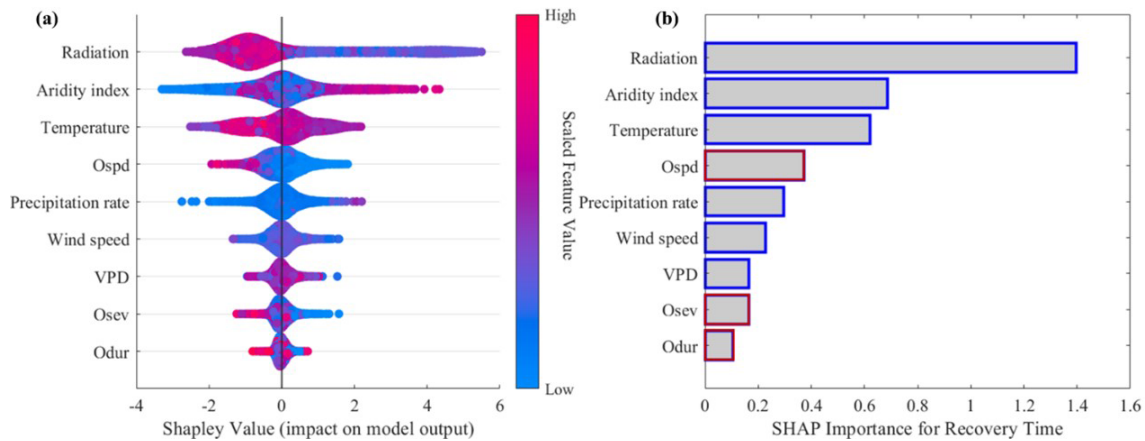 (a)
Radiation
Aridity index
Temperature
Ospd
Precipitation rate
Wind speed
VPD
Osev
Odur
-4 -2 0 2 4 6
Shapley Value (impact on model output)
High
Scaled Feature Value
Low
(b)
Radiation
Aridity index
Temperature
Ospd
Precipitation rate
Wind speed
VPD
Osev
Odur
0 0.2 0.4 0.6 0.8 1 1.2 1.4 1.6
SHAP Importance for Recovery Time